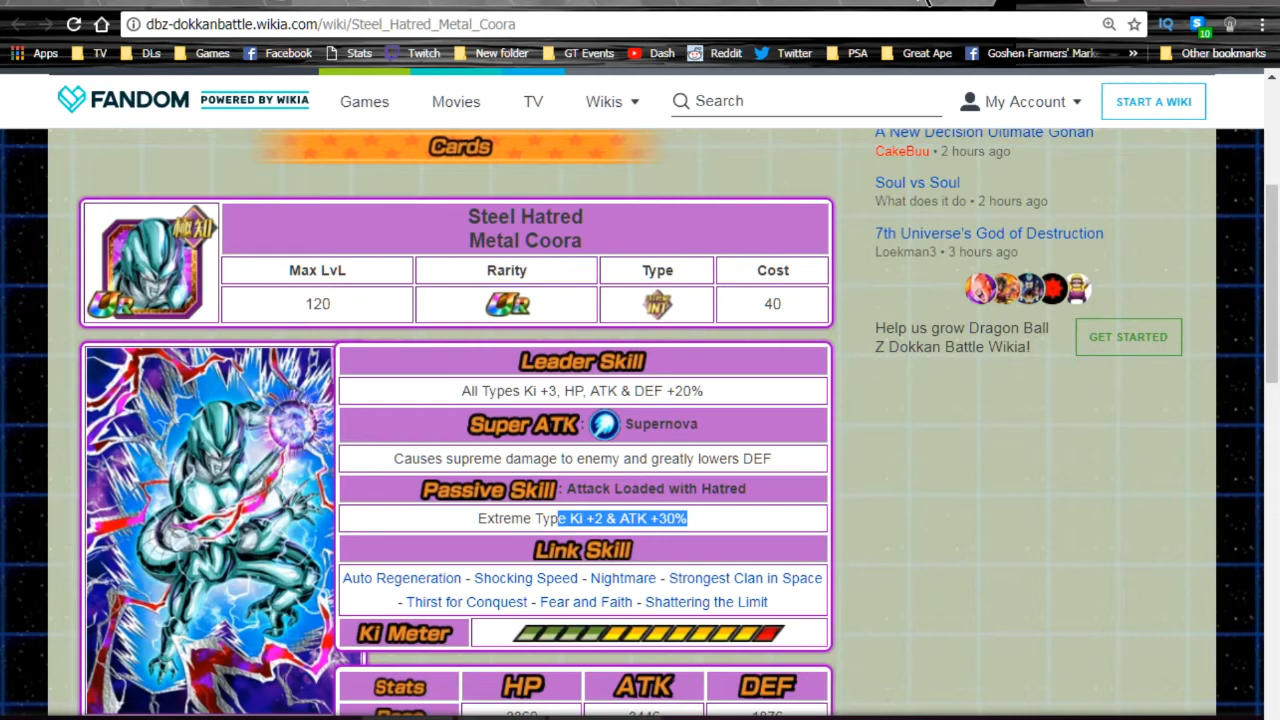 dbz-dokkanbattle.wikia.com/wiki/Steel_Hatred_Metal_Coora
IQ
S
10
Apps TV DLs Games Facebook Stats Twitch New folder GT Events Dash Reddit Twitter PSA Great Ape Goshen Farmers' Mark » Other bookmarks
FANDOM POWERED BY WIKIA Games Movies TV Wikis Search My Account START A WIKI
Cards
A New Decision Ultimate Gohan
CakeBuu • 2 hours ago
Soul vs Soul
What does it do • 2 hours ago
7th Universe's God of Destruction
Loekman3 • 3 hours ago
Help us grow Dragon Ball
Z Dokkan Battle Wikia!
GET STARTED
Steel Hatred
Metal Coora
極知
UR
Max LvL Rarity Type Cost
120 UR INT 40
Leader Skill
All Types Ki +3, HP, ATK & DEF +20%
Super ATK : Supernova
Causes supreme damage to enemy and greatly lowers DEF
Passive Skill : Attack Loaded with Hatred
Extreme Type Ki +2 & ATK +30%
Link Skill
Auto Regeneration - Shocking Speed - Nightmare - Strongest Clan in Space
- Thirst for Conquest - Fear and Faith - Shattering the Limit
Ki Meter
Stats HP ATK DEF